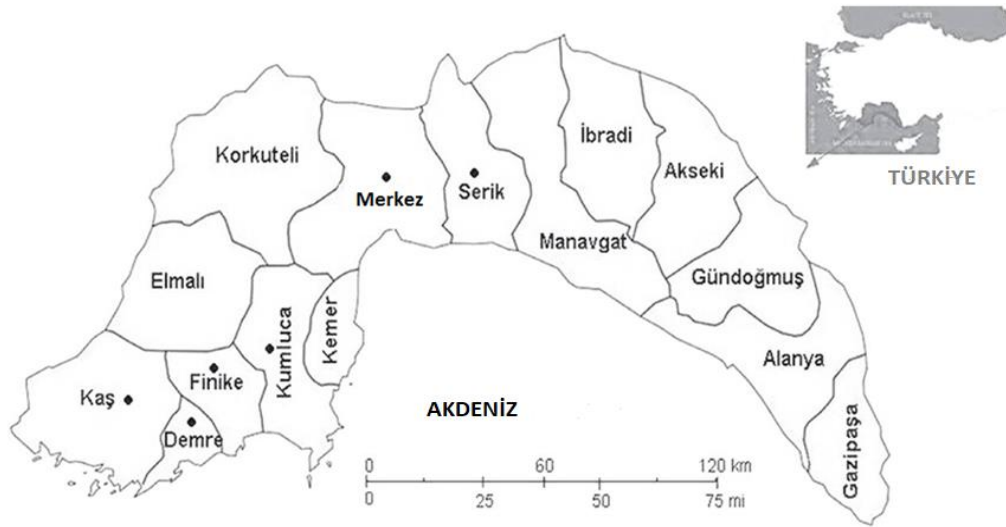 Korkuteli
Merkez
Serik
İbradi
Akseki
TÜRKİYE
Elmalı
Manavgat
Gündoğmuş
Kaş
Finike
Demre
Kumluca
Kemer
Alanya
Gazipaşa
AKDENİZ
0 60 120 km
0 25 50 75 mi